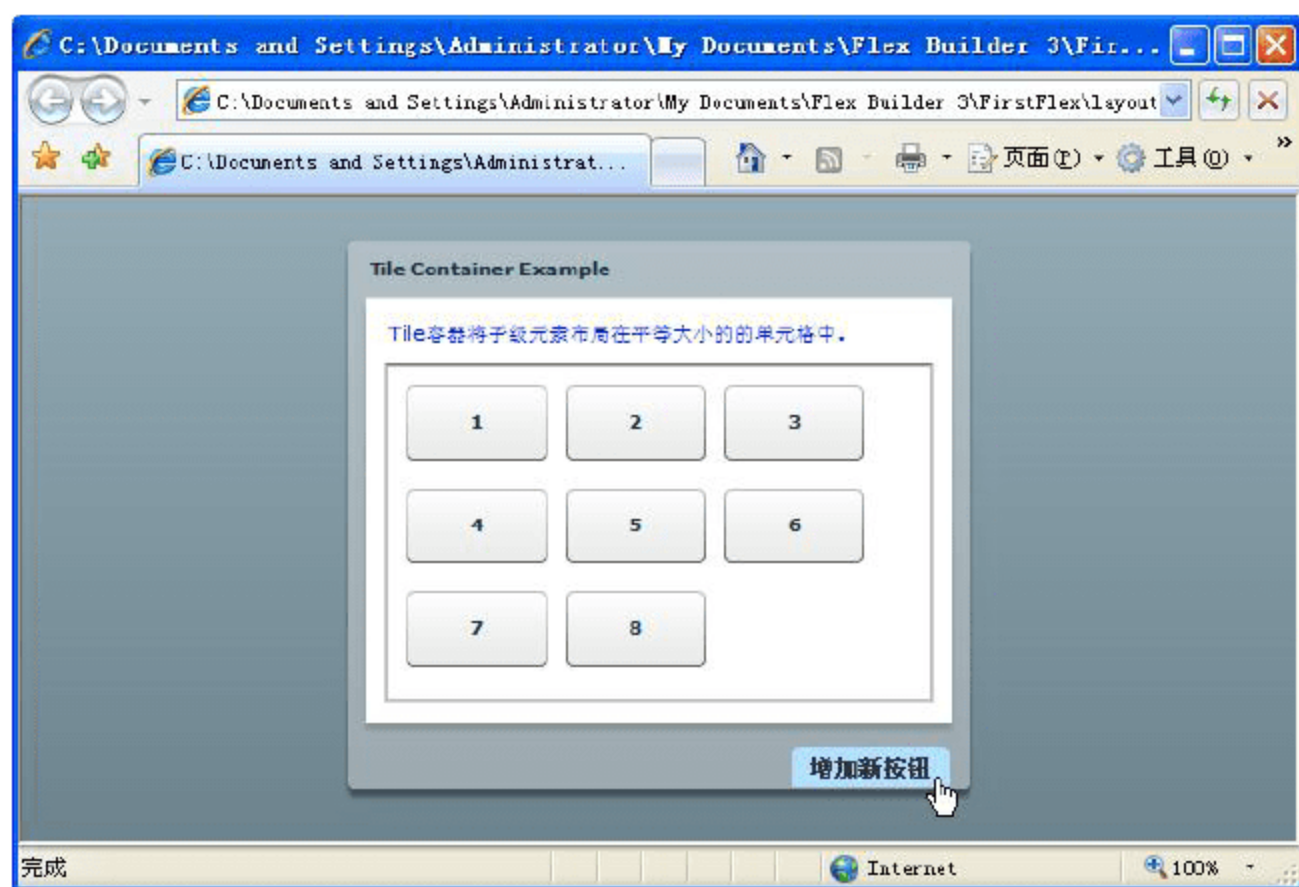 C:\Documents and Settings\Administrator\My Documents\Flex Builder 3\Fir...
C:\Documents and Settings\Administrator\My Documents\Flex Builder 3\FirstFlex\layout
C:\Documents and Settings\Administrat...
页面(P)
工具(O)
Tile Container Example
Tile容器将子级元素布局在平等大小的的单元格中.
1 2 3
4 5 6
7 8
增加新按钮
完成
Internet
100%